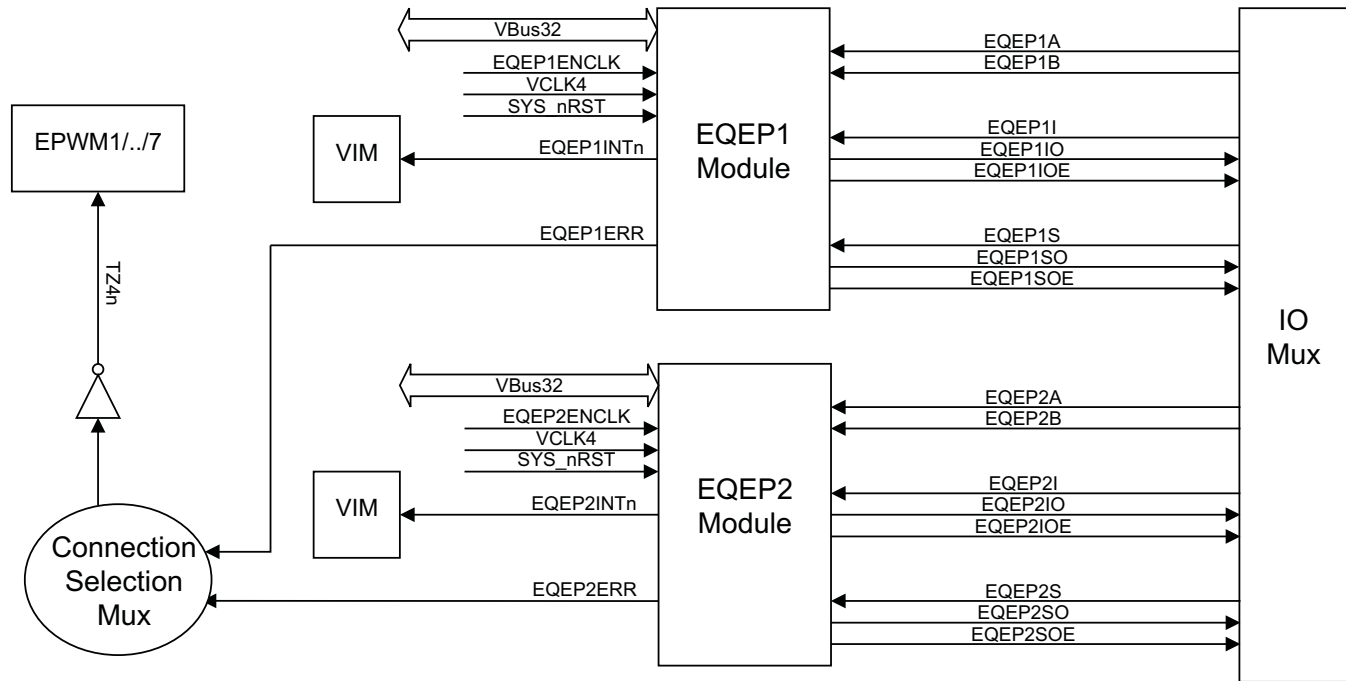 VBus32
EQEP1ENCLK
VCLK4
SYS_nRST
EPWM1/../7
VIM
EQEP1INTn
EQEP1ERR
EQEP1
Module
EQEP1A
EQEP1B
EQEP1I
EQEP1IO
EQEP1IOE
EQEP1S
EQEP1SO
EQEP1SOE
TZ4n
IO
Mux
VBus32
EQEP2ENCLK
VCLK4
SYS_nRST
VIM
EQEP2INTn
EQEP2ERR
EQEP2
Module
EQEP2A
EQEP2B
EQEP2I
EQEP2IO
EQEP2IOE
EQEP2S
EQEP2SO
EQEP2SOE
Connection
Selection
Mux